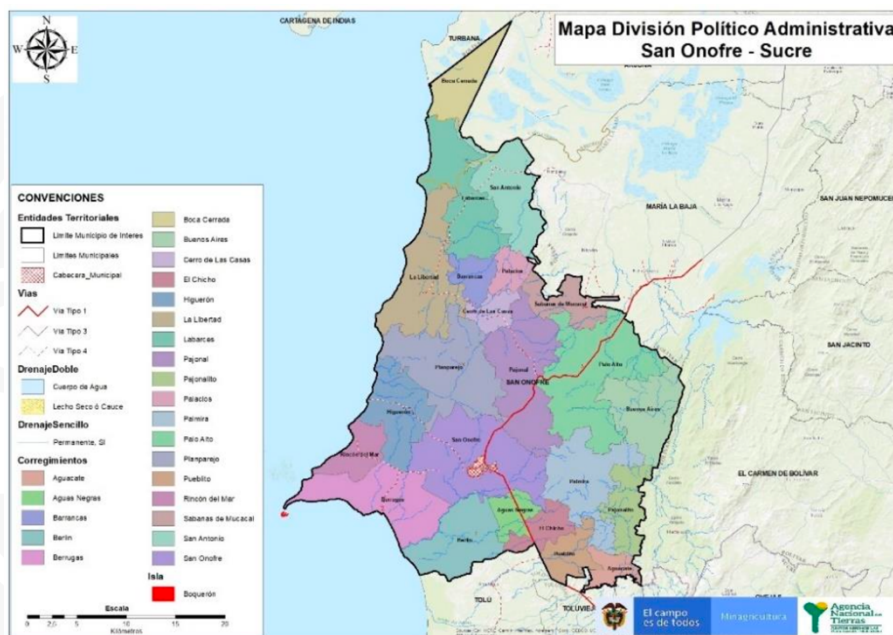 CARTAGENA DE INDIAS
Mapa División Político Administrativa
San Onofre - Sucre
N
W
E
S
TURBANA
Boca Cerrada
San Antonio
Labarces
MARÍA LA BAJA
SAN JUAN NEPOMUCE
La Libertad
Barrancas
Palacios
Sabanas de Mucacal
Cerro de Las Casas
SAN JACINTO
Planparejo
Pajonal
Palo Alto
SAN ONOFRE
Buenos Aires
Higuerón
San Onofre
Rincón del Mar
EL CARMEN DE BOLÍVAR
Palmira
Berrugas
Pajonalito
Aguas Negras
El Chicho
Berlin
Pueblito
Aguacate
TOLÚ
TOLUVIEJO
CONVENCIONES
Entidades Territoriales
Límite Municipio de Interes
Límites Municipales
Cabecara_Municipal
Vias
Via Tipo 1
Via Tipo 3
Via Tipo 4
DrenajeDoble
Cuerpo de Agua
Lecho Seco ó Cauce
DrenajeSencillo
Permanente, SI
Corregimientos
Aguacate
Aguas Negras
Barrancas
Berlin
Berrugas
Boca Cerrada
Buenos Aires
Cerro de Las Casas
El Chicho
Higuerón
La Libertad
Labarces
Pajonal
Pajonalito
Palacios
Palmira
Palo Alto
Planparejo
Pueblito
Rincón del Mar
Sabanas de Mucacal
San Antonio
San Onofre
Isla
Boquerón
Escala
0 2,5 5 10 15 20
Kilómetros
El campo
es de todos
Minagricultura
Agencia
Nacional de
Tierras